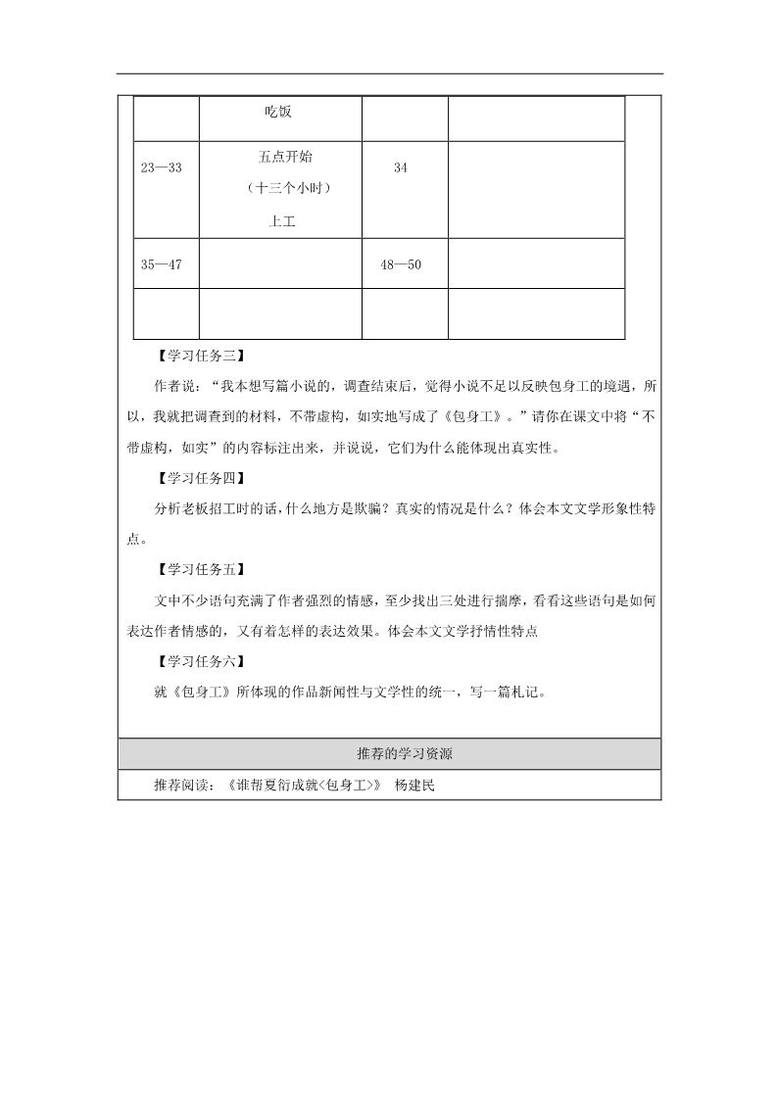 吃饭
五点开始
23—33
34
（十三个小时）
上工
35—47
48—50
【学习任务三】
作者说：“我本想写篇小说的，调查结束后，觉得小说不足以反映包身工的境遇，所
以，我就把调查到的材料，不带虚构，如实地写成了《包身工》。”请你在课文中将“不
带虚构，如实”的内容标注出来，并说说，它们为什么能体现出真实性。
【学习任务四】
分析老板招工时的话，什么地方是欺骗？真实的情况是什么？体会本文文学形象性特
点。
【学习任务五】
文中不少语句充满了作者强烈的情感，至少找出三处进行揣摩，看看这些语句是如何
表达作者情感的，又有着怎样的表达效果。体会本文文学抒情性特点
【学习任务六】
就《包身工》所体现的作品新闻性与文学性的统一，写一篇札记。
推荐的学习资源
推荐阅读：《谁帮夏衍成就<包身工>》 杨建民